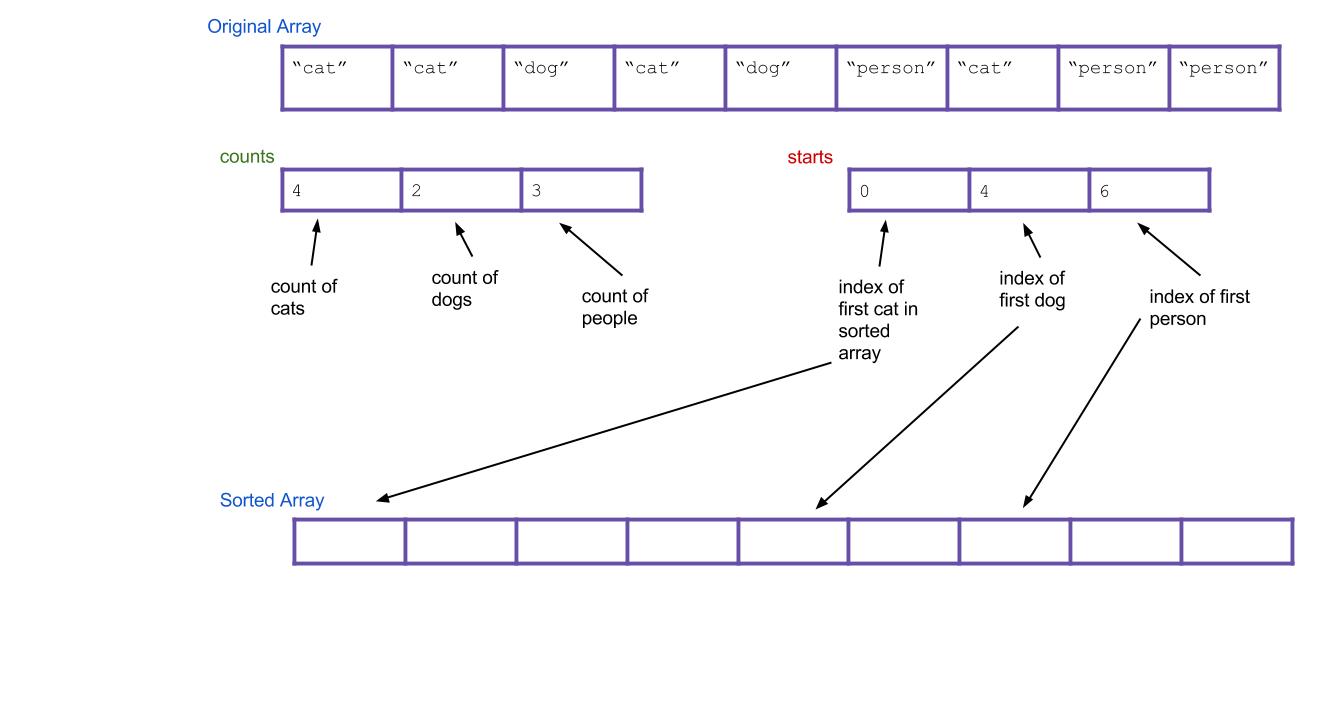 Original Array
“cat” “cat” “dog” “cat” “dog” “person” “cat” “person” “person”
counts
4 2 3
starts
0 4 6
count of
cats
count of
dogs
count of
people
index of
first cat in
sorted
array
index of
first dog
index of first
person
Sorted Array